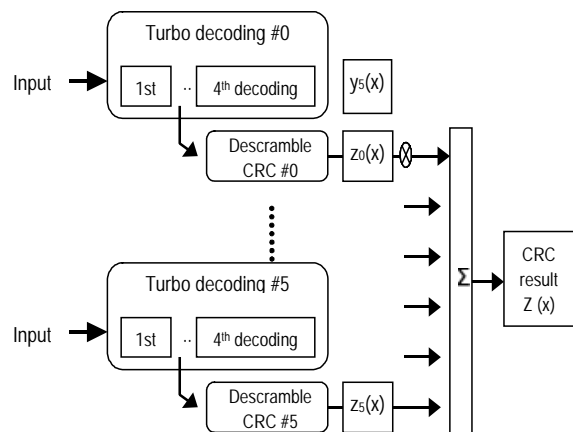 Turbo decoding #0
Input
1st
..
4th decoding
y5(x)
Descramble
CRC #0
z0(x)
Turbo decoding #5
Input
1st
..
4th decoding
Descramble
CRC #5
z5(x)
Σ
CRC
result
Z (x)